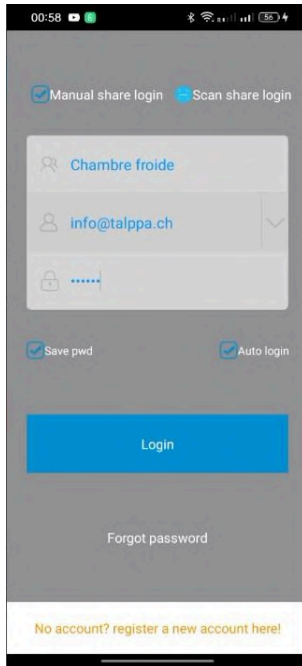 00:58
56
Manual share login Scan share login
Chambre froide
info@talppa.ch
••••••
Save pwd Auto login
Login
Forgot password
No account? register a new account here!